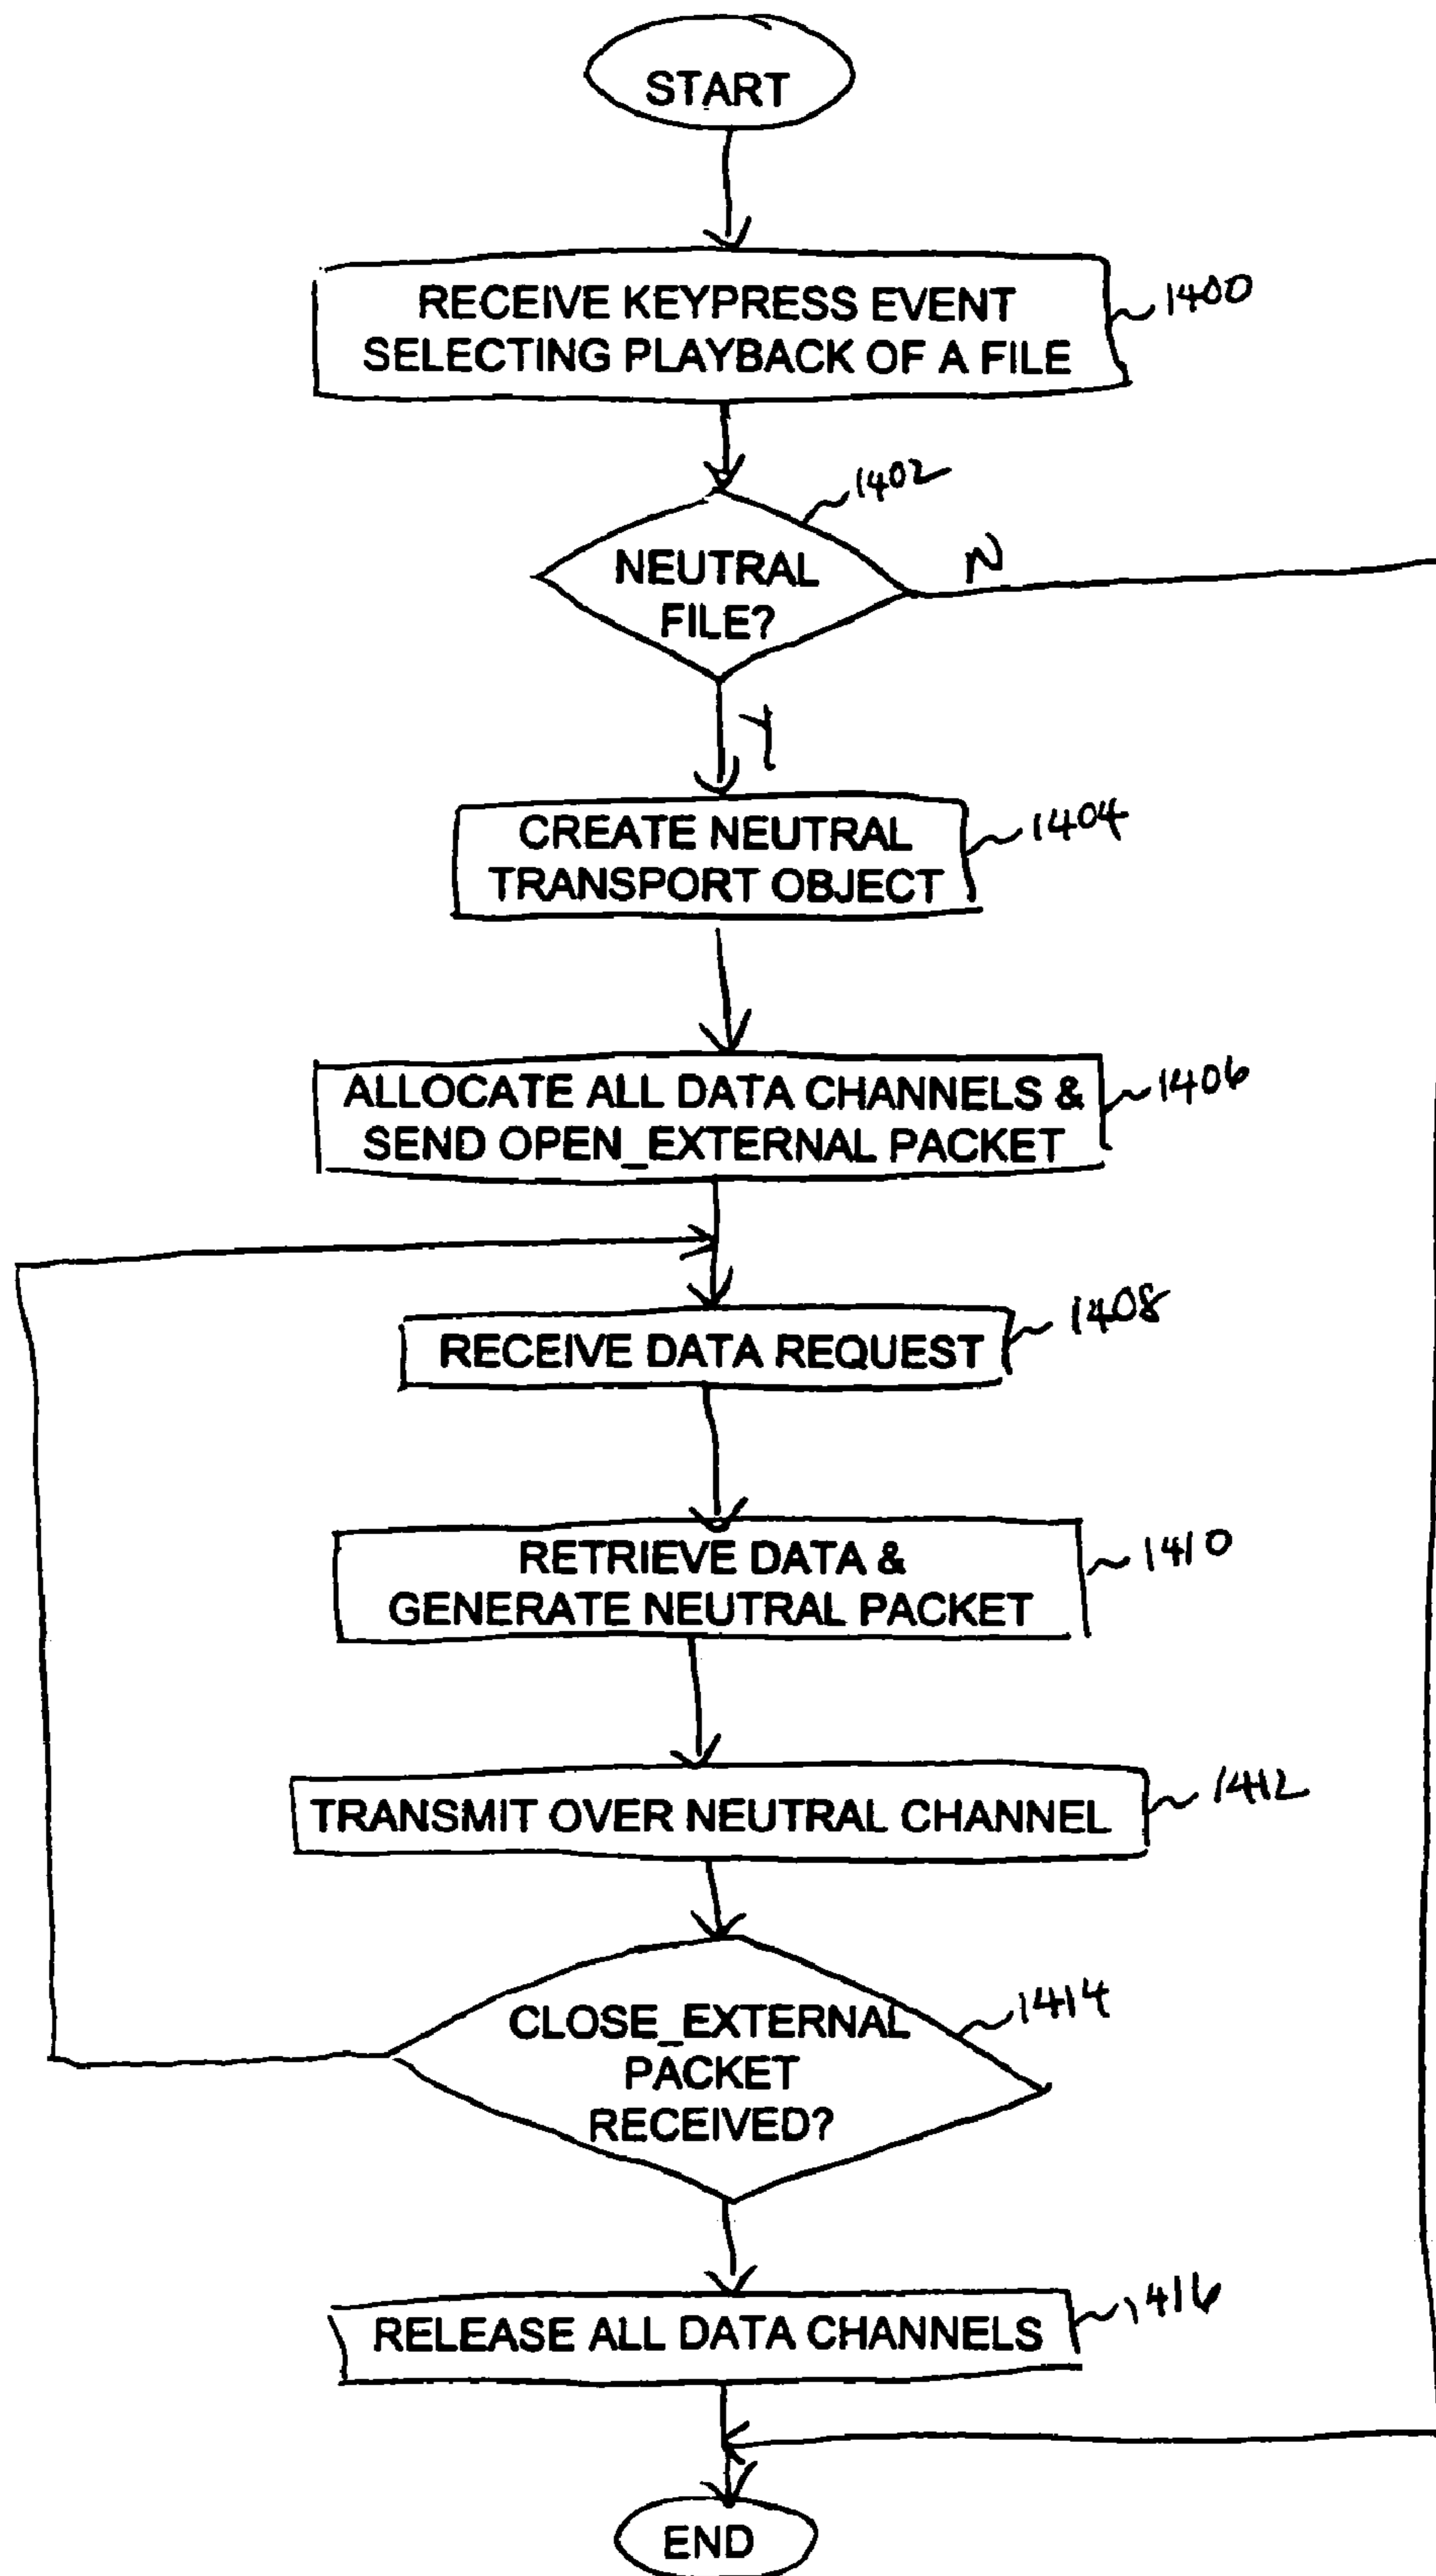 START
RECEIVE KEYPRESS EVENT
SELECTING PLAYBACK OF A FILE
1400
1402
NEUTRAL
FILE?
N
Y
CREATE NEUTRAL
TRANSPORT OBJECT
1404
ALLOCATE ALL DATA CHANNELS &
SEND OPEN_EXTERNAL PACKET
1406
RECEIVE DATA REQUEST
1408
RETRIEVE DATA &
GENERATE NEUTRAL PACKET
1410
TRANSMIT OVER NEUTRAL CHANNEL
1412
CLOSE_EXTERNAL
PACKET
RECEIVED?
1414
RELEASE ALL DATA CHANNELS
1416
END